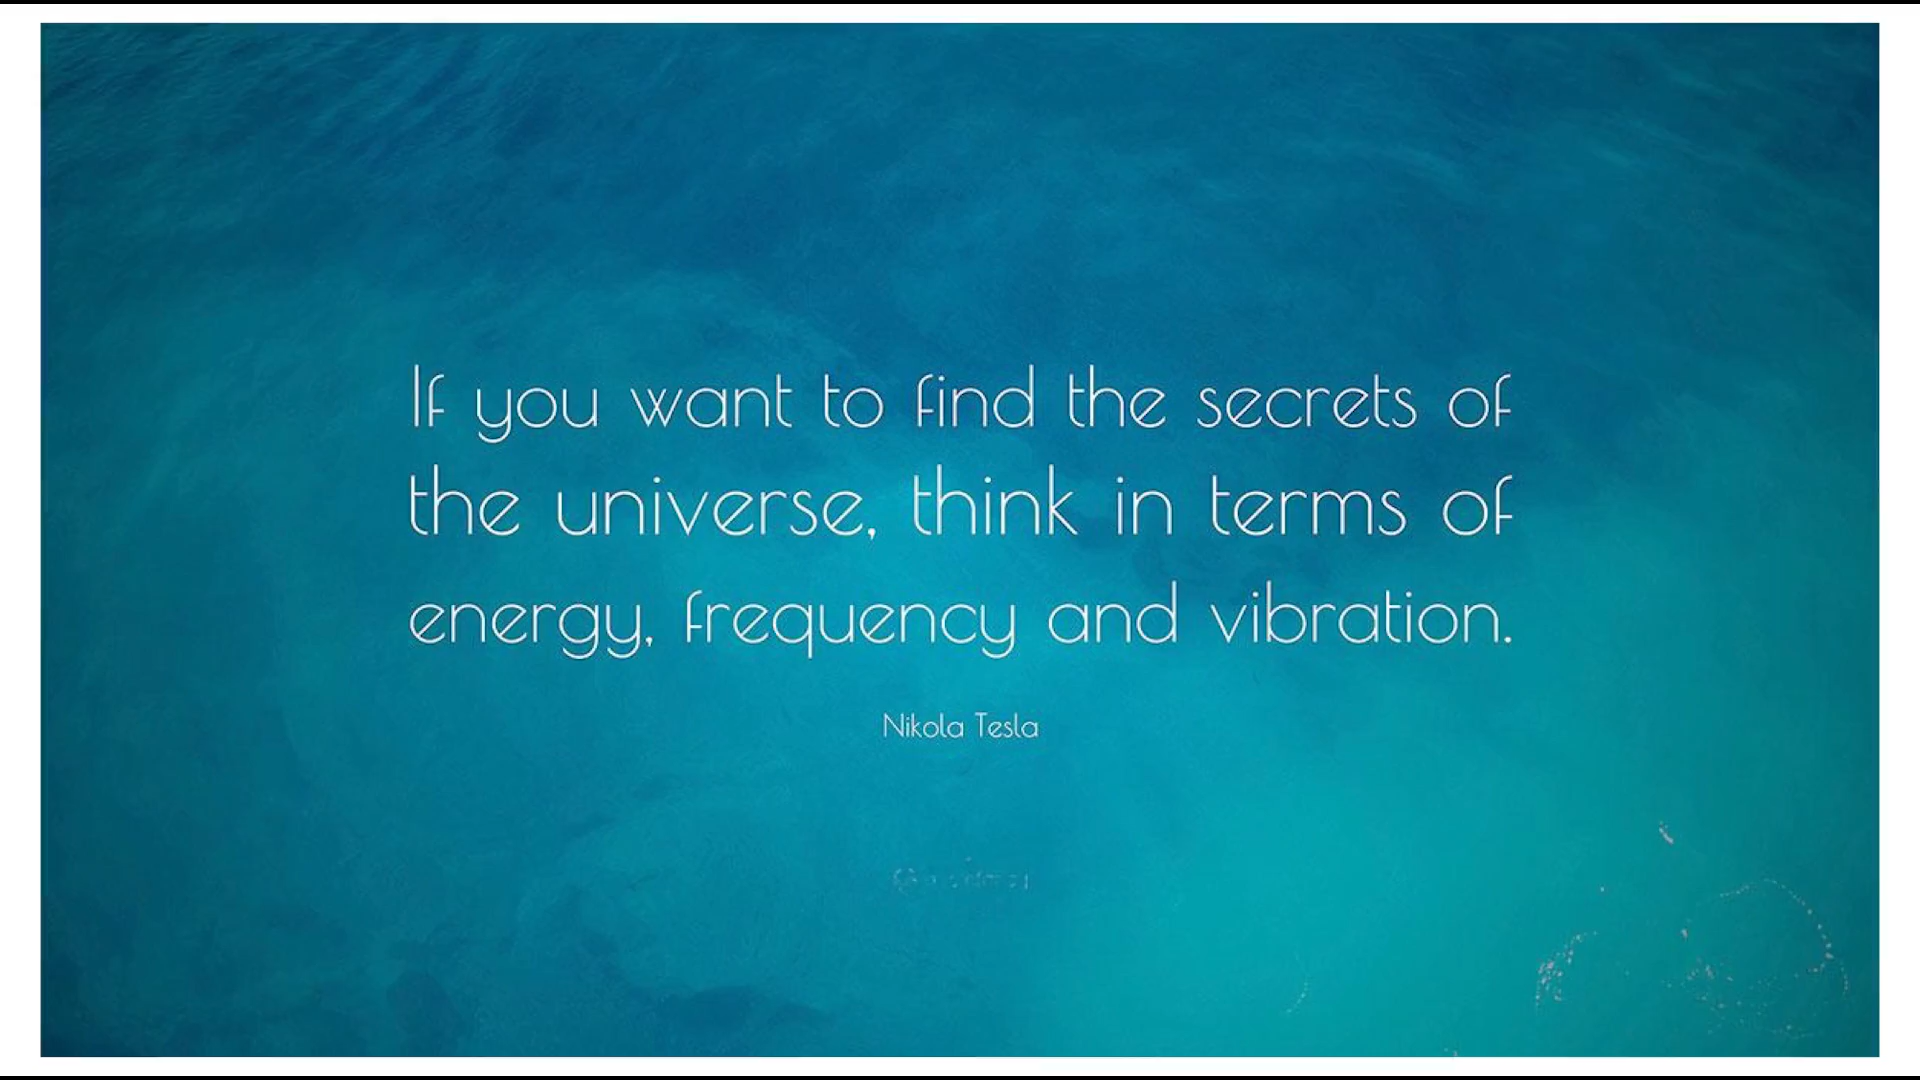 If you want to find the secrets of
the universe, think in terms of
energy, frequency and vibration.
Nikola Tesla